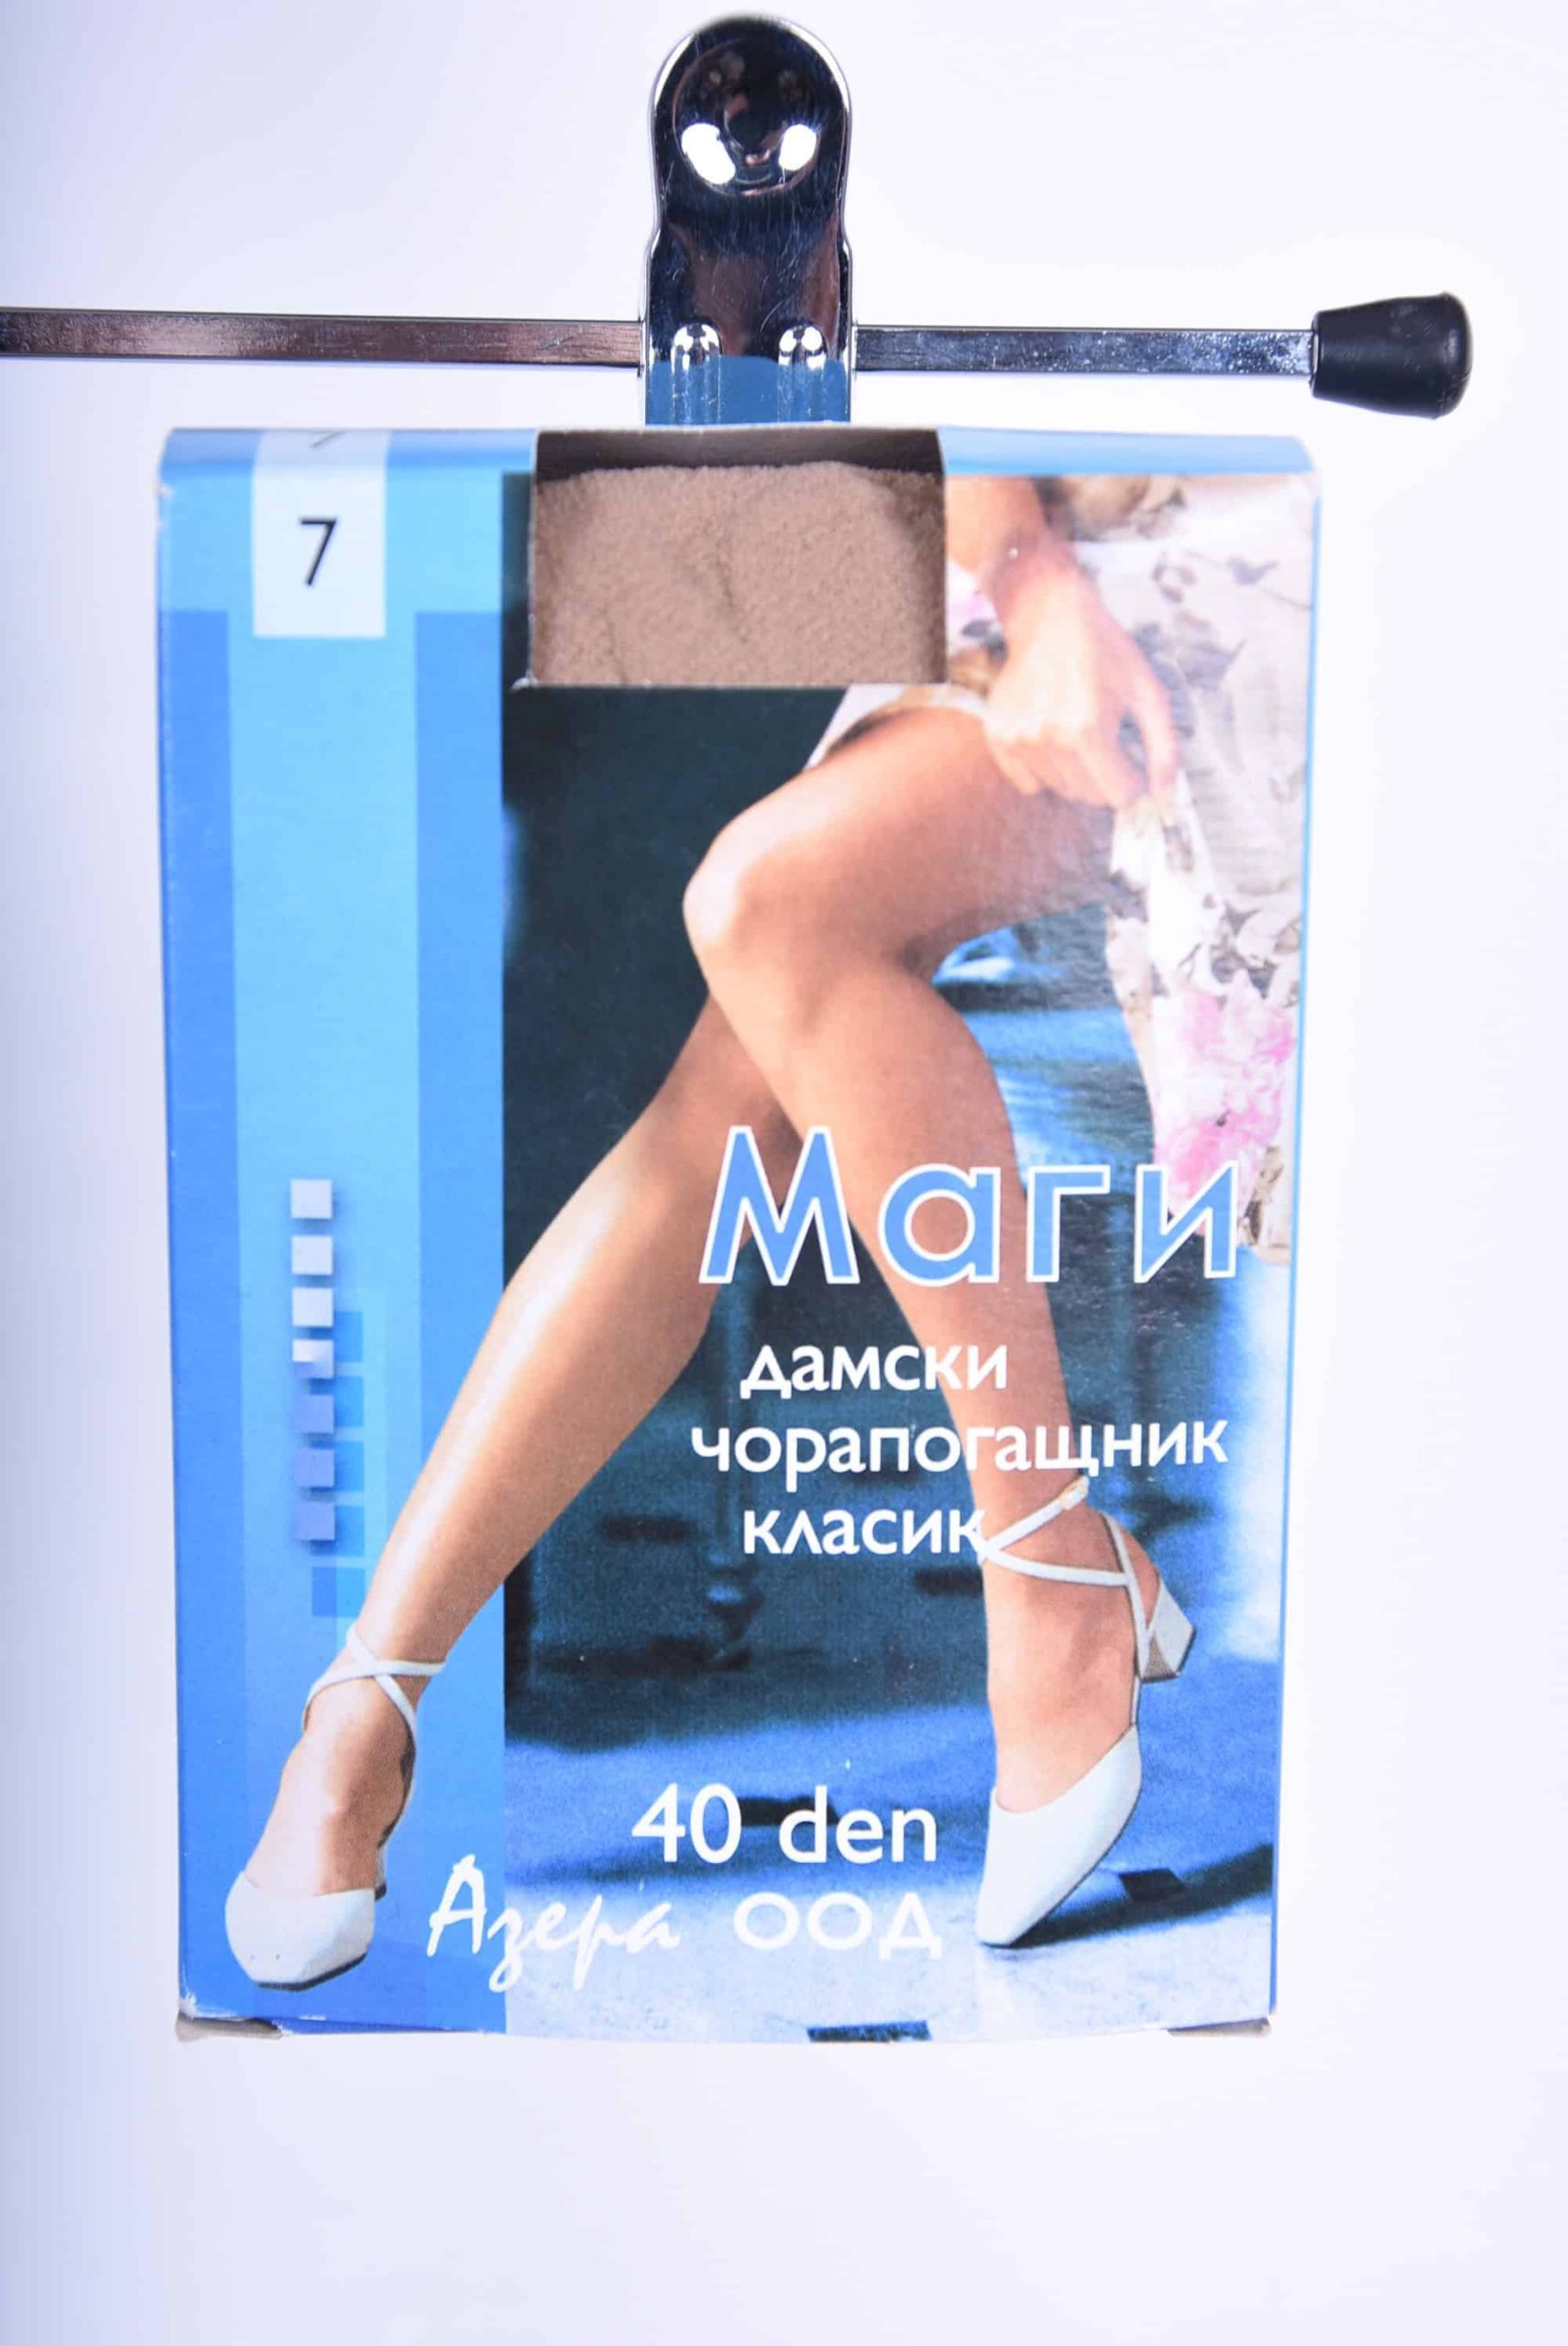 7
Маги
дамски
чорапогащник
класик
40 den
Азера ООД